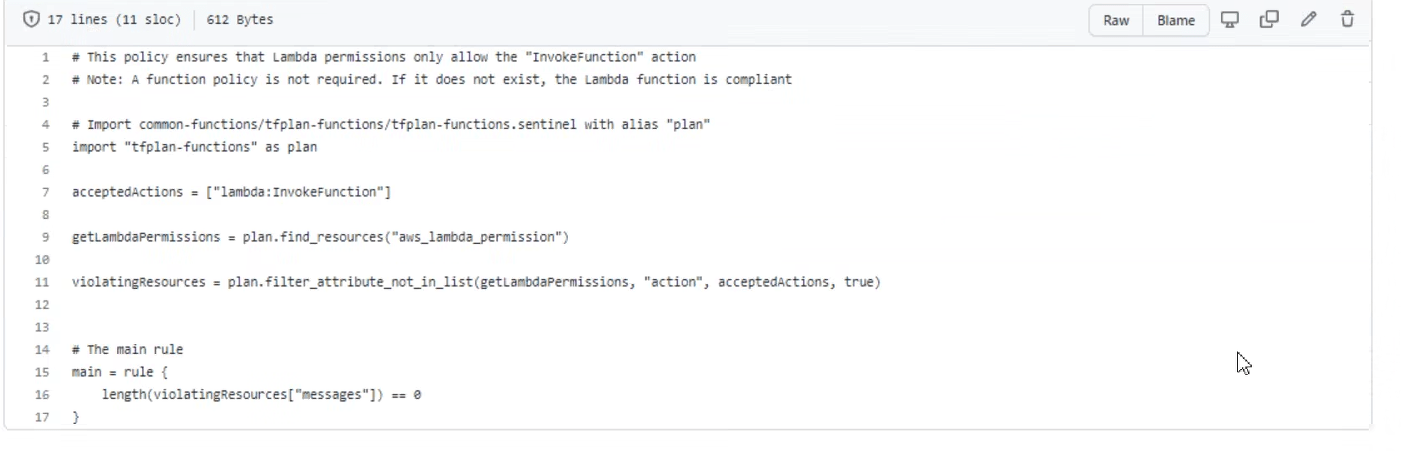 17 lines (11 sloc) 612 Bytes Raw Blame
1 # This policy ensures that Lambda permissions only allow the "InvokeFunction" action
2 # Note: A function policy is not required. If it does not exist, the Lambda function is compliant
3
4 # Import common-functions/tfplan-functions/tfplan-functions.sentinel with alias "plan"
5 import "tfplan-functions" as plan
6
7 acceptedActions = ["lambda:InvokeFunction"]
8
9 getLambdaPermissions = plan.find_resources("aws_lambda_permission")
10
11 violatingResources = plan.filter_attribute_not_in_list(getLambdaPermissions, "action", acceptedActions, true)
12
13
14 # The main rule
15 main = rule {
16     length(violatingResources["messages"]) == 0
17 }